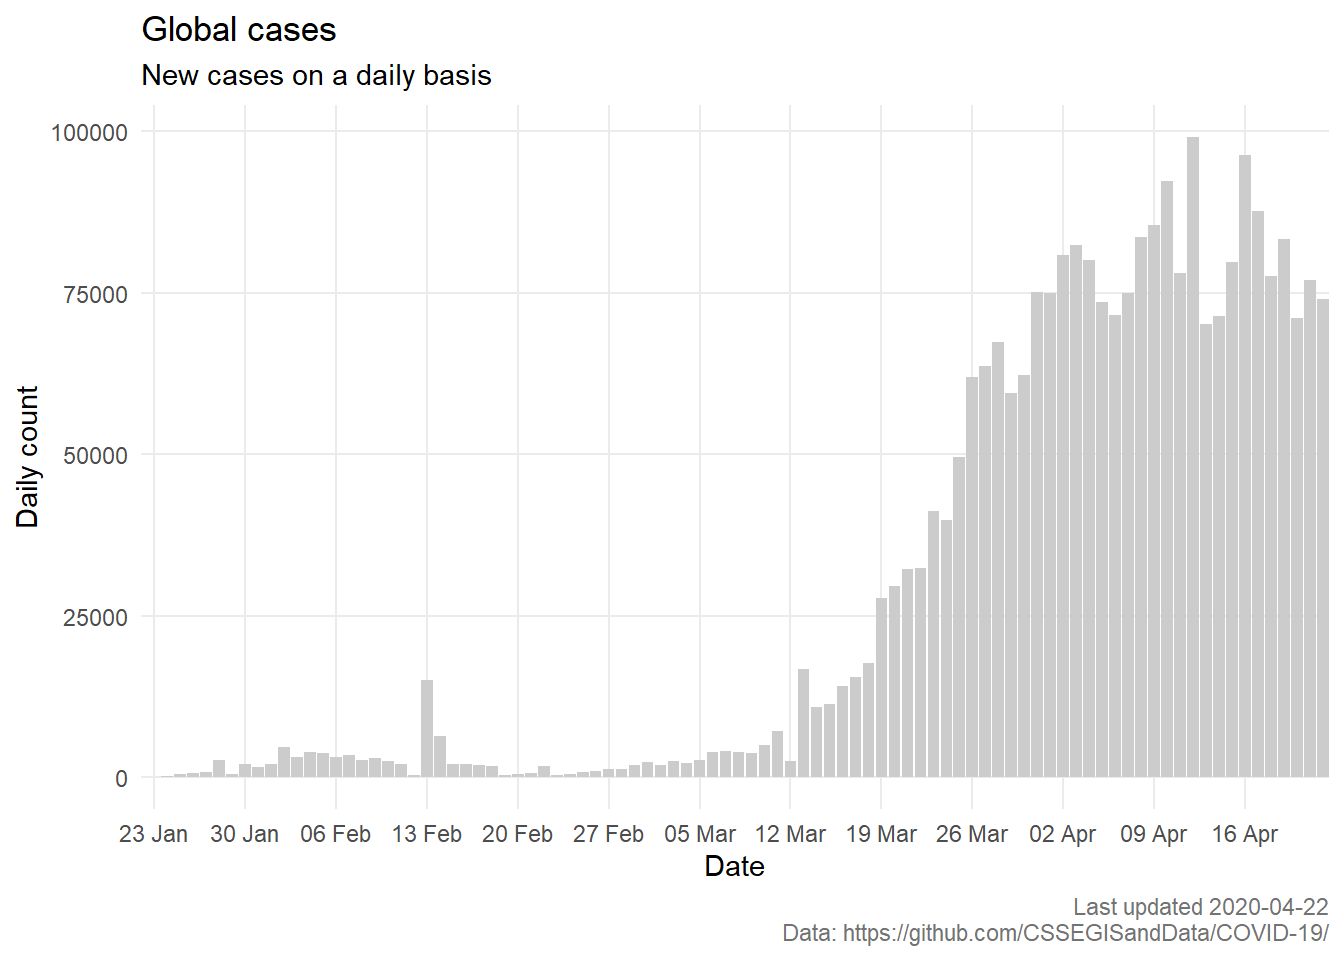 Global cases
New cases on a daily basis
100000
75000
50000
25000
0
Daily count
23 Jan 30 Jan 06 Feb 13 Feb 20 Feb 27 Feb 05 Mar 12 Mar 19 Mar 26 Mar 02 Apr 09 Apr 16 Apr
Date
Last updated 2020-04-22
Data: https://github.com/CSSEGISandData/COVID-19/